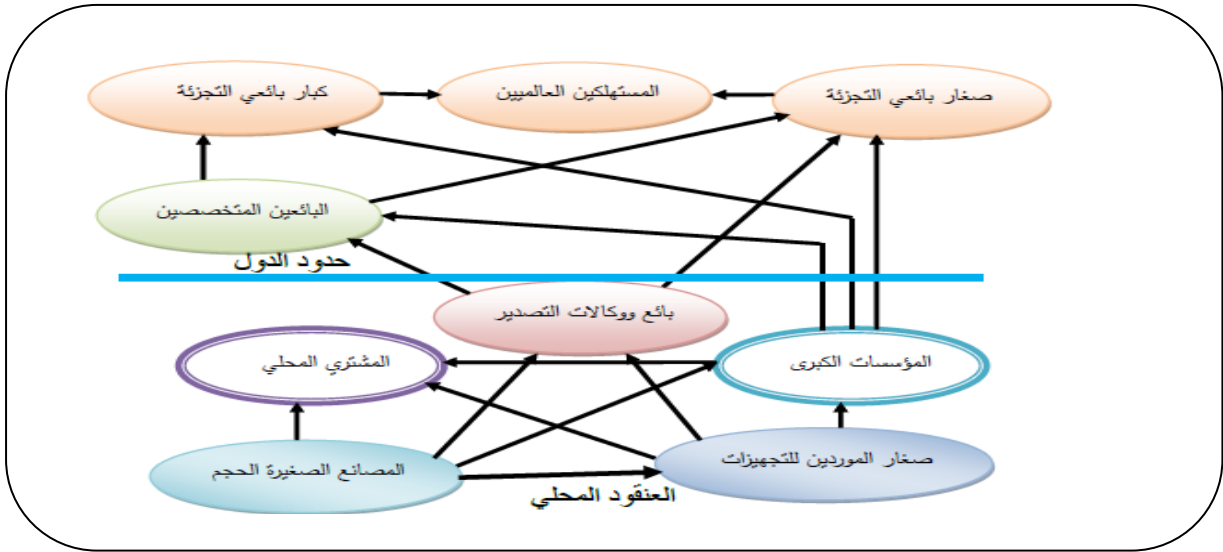 صغار بائعي التجزئة
المستهلكين العالميين
كبار بائعي التجزئة
البائعين المتخصصين
حدود الدول
بائع ووكالات التصدير
المؤسسات الكبرى
المشتري المحلي
صغار الموردين للتجهيزات
المصانع الصغيرة الحجم
العنقود المحلي